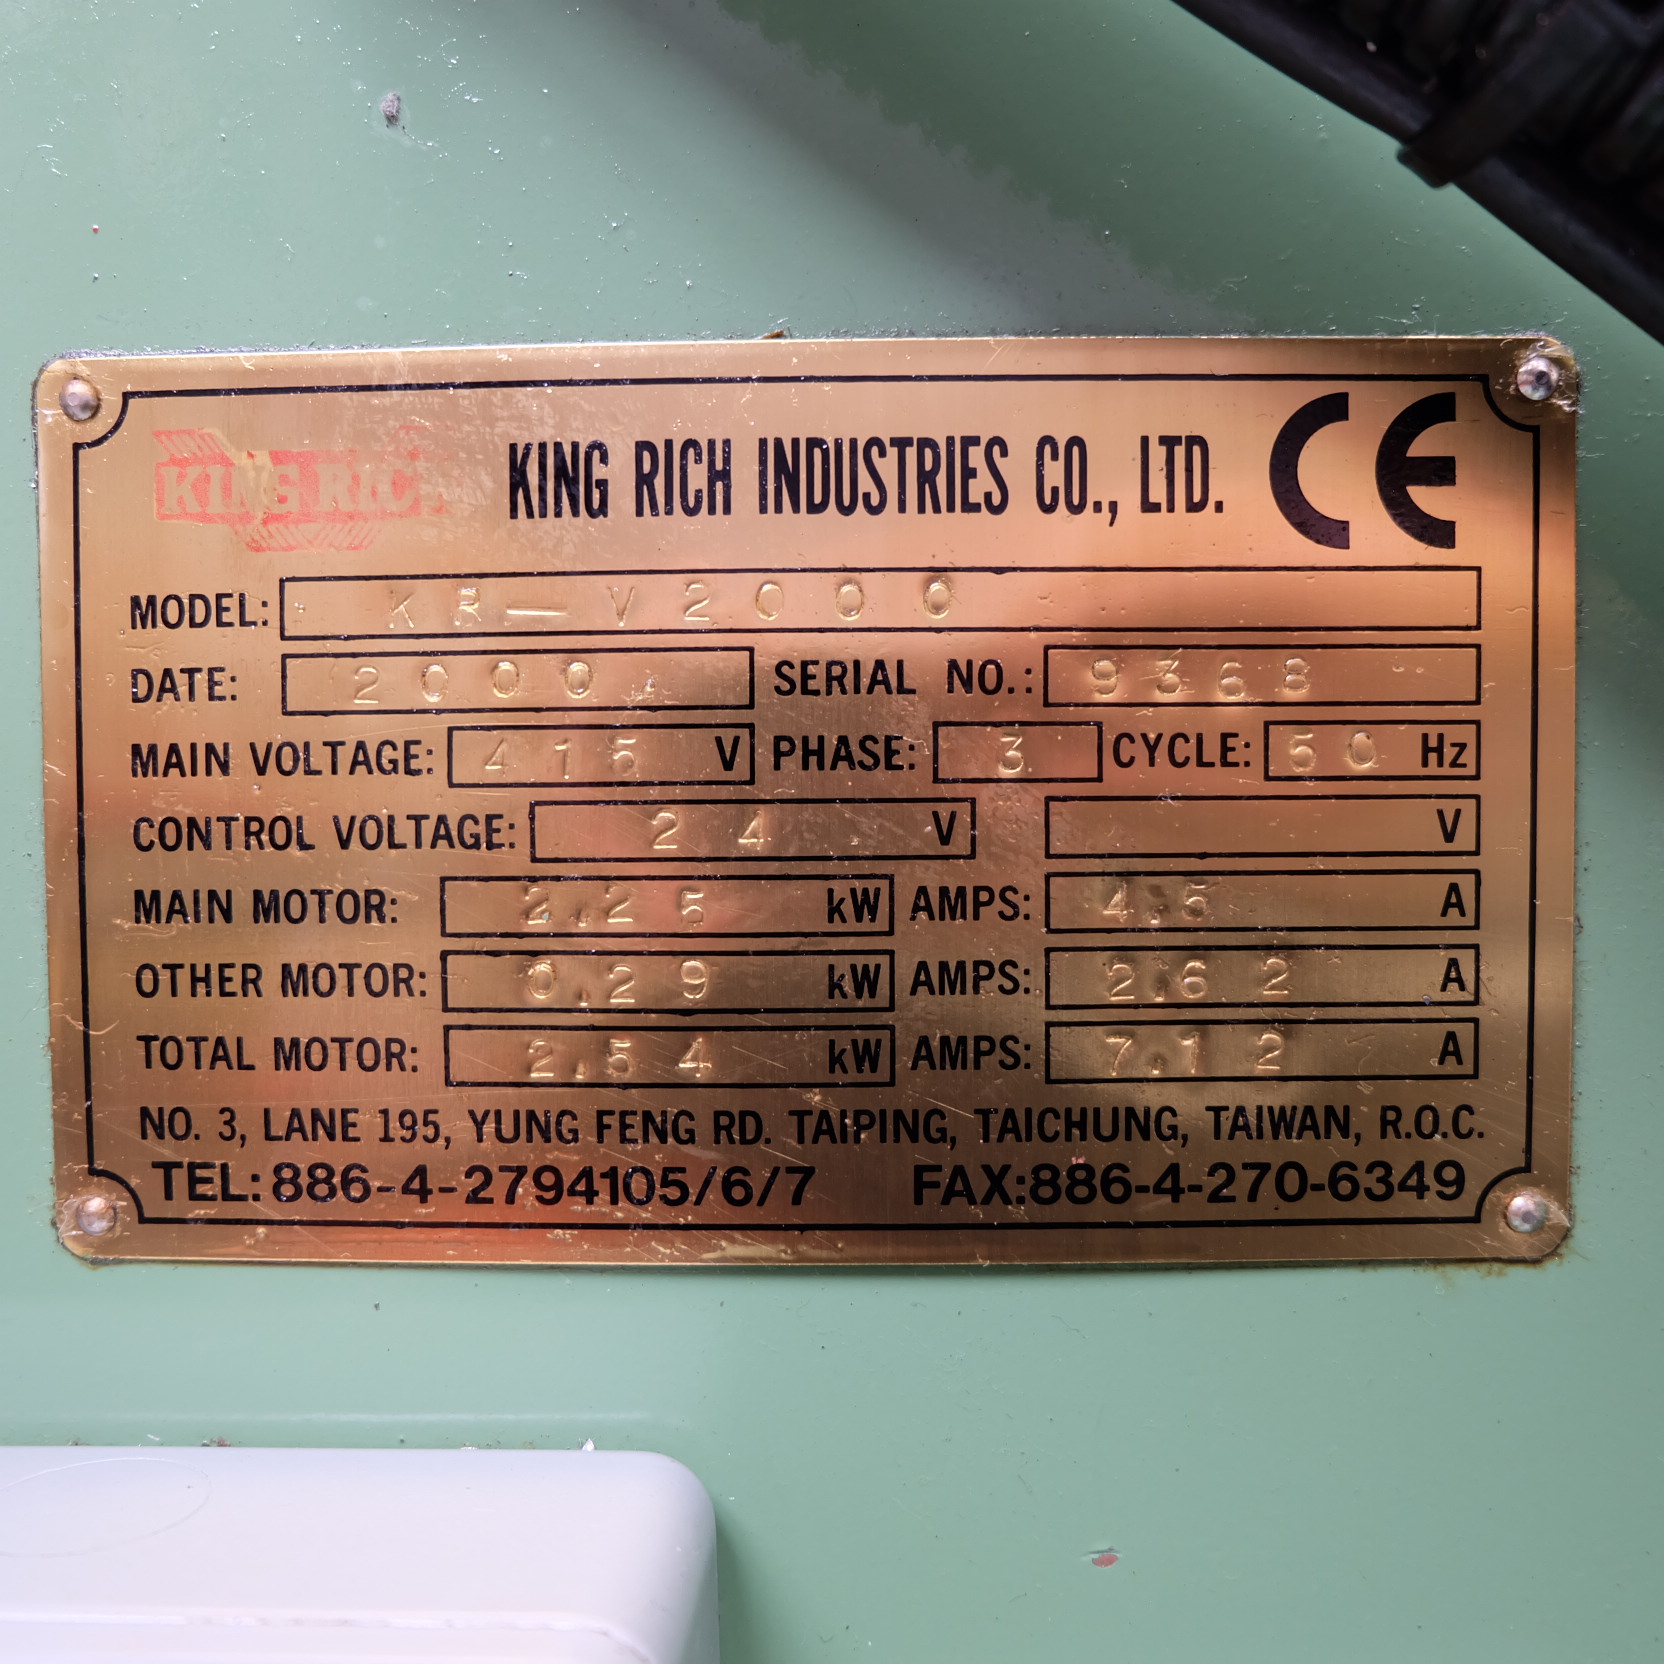 KING RICH
KING RICH INDUSTRIES CO., LTD. CE
MODEL: KR-V2000
DATE: 2000. SERIAL NO.: 9368
MAIN VOLTAGE: 415 V PHASE: 3 CYCLE: 50 Hz
CONTROL VOLTAGE: 24 V V
MAIN MOTOR: 2.25 kW AMPS: 4.5 A
OTHER MOTOR: 0.29 kW AMPS: 2.62 A
TOTAL MOTOR: 2.54 kW AMPS: 7.12 A
NO. 3, LANE 195, YUNG FENG RD. TAIPING, TAICHUNG, TAIWAN, R.O.C.
TEL:886-4-2794105/6/7 FAX:886-4-270-6349